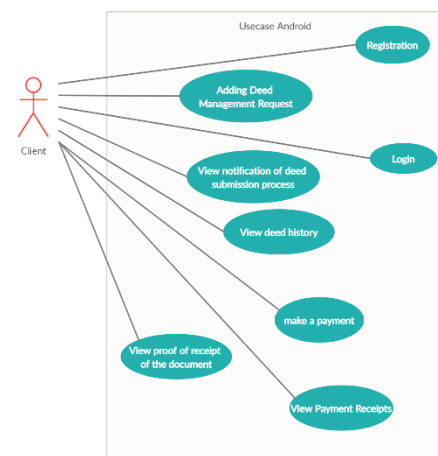 Usecase Android
Registration
Adding Deed
Management Request
Client
Login
View notification of deed
submission process
View deed history
make a payment
View proof of receipt
of the document
View Payment Receipts